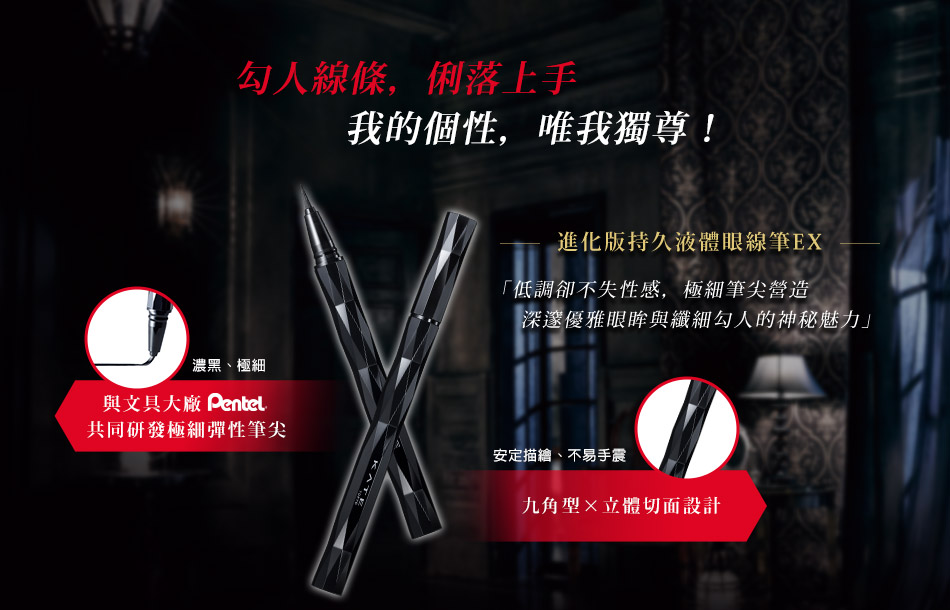 勾人線條，俐落上手
我的個性，唯我獨尊！
進化版持久液體眼線筆EX
「低調卻不失性感，極細筆尖營造
深邃優雅眼眸與纖細勾人的神秘魅力」
濃黑、極細
與文具大廠 Pentel
共同研發極細彈性筆尖
安定描繪、不易手震
九角型×立體切面設計
KATE